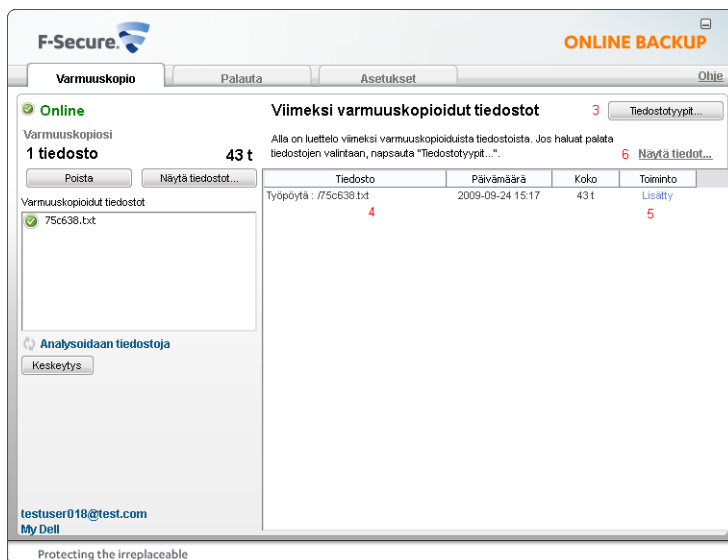 F-Secure.
ONLINE BACKUP
Varmuuskopio
Palauta
Asetukset
Ohje
Online
Varmuuskopiosi
1 tiedosto
43 t
Poista
Näytä tiedostot...
Varmuuskopioidut tiedostot
75c638.txt
Analysoidaan tiedostoja
Keskeytys
testuser018@test.com
My Dell
Viimeksi varmuuskopioidut tiedostot
3
Tiedostotyypit...
Alla on luettelo viimeksi varmuuskopioiduista tiedostoista. Jos haluat palata
tiedostojen valintaan, napsauta "Tiedostotyypit...".
6
Näytä tiedot...
Tiedosto Päivämäärä Koko Toiminto
Työpöytä : /75c638.txt 2009-09-24 15:17 43 t Lisätty
4
5
Protecting the irreplaceable